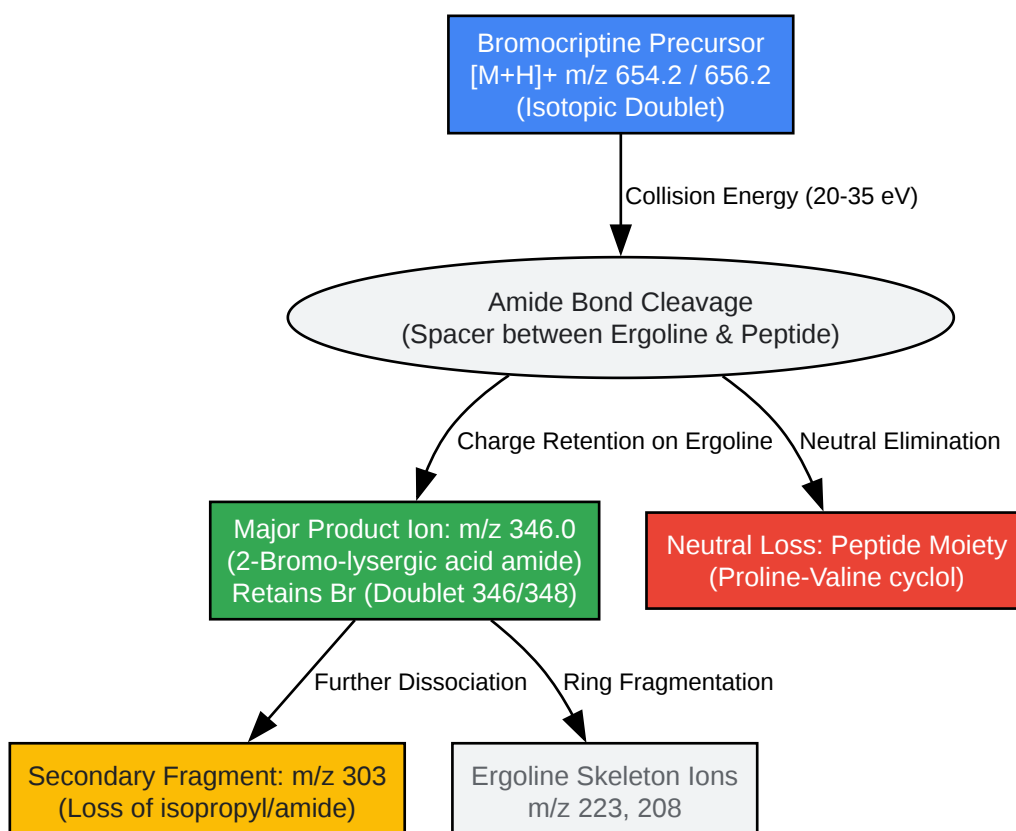 Bromocriptine Precursor
[M+H]+ m/z 654.2 / 656.2
(Isotopic Doublet)
Collision Energy (20-35 eV)
Amide Bond Cleavage
(Spacer between Ergoline & Peptide)
Charge Retention on Ergoline
Neutral Elimination
Major Product Ion: m/z 346.0
(2-Bromo-lysergic acid amide)
Retains Br (Doublet 346/348)
Neutral Loss: Peptide Moiety
(Proline-Valine cyclol)
Further Dissociation
Ring Fragmentation
Secondary Fragment: m/z 303
(Loss of isopropyl/amide)
Ergoline Skeleton Ions
m/z 223, 208